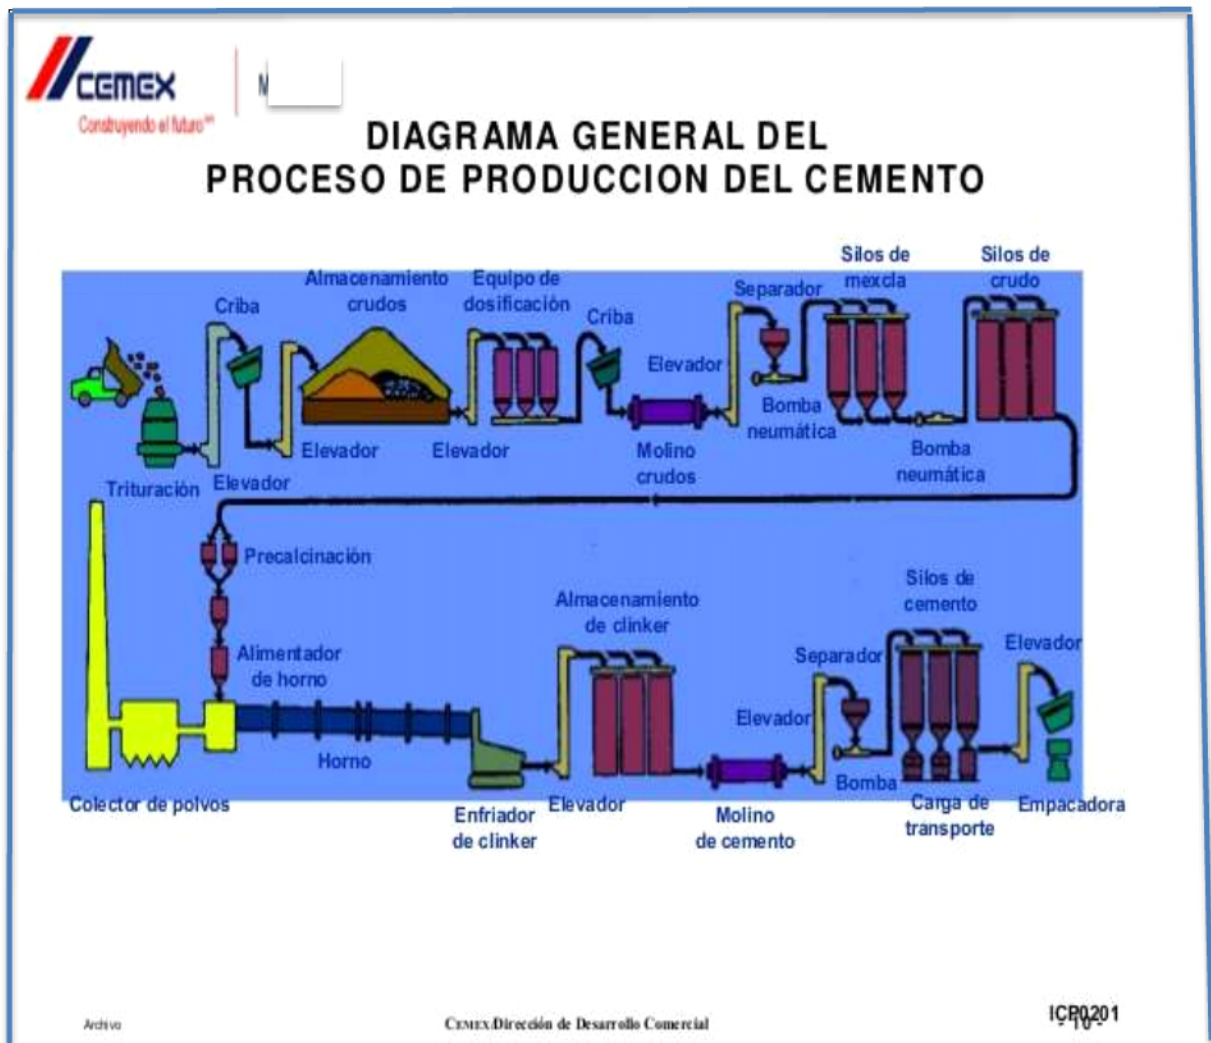 CEMEX
Construyendo el futuro
M
DIAGRAMA GENERAL DEL
PROCESO DE PRODUCCION DEL CEMENTO
Silos de
mexcla
Silos de
crudo
Almacenamiento
crudos
Equipo de
dosificación
Separador
Criba
Criba
Elevador
Bomba
neumática
Elevador
Elevador
Molino
crudos
Bomba
neumática
Trituración
Elevador
Precalcinación
Silos de
cemento
Almacenamiento
de clinker
Elevador
Alimentador
de horno
Separador
Elevador
Horno
Bomba
Colector de polvos
Elevador
Carga de
transporte
Empacadora
Enfriador
de clinker
Molino
de cemento
ICP0201
- 10 -
Archivo
CEMEX/Dirección de Desarrollo Comercial